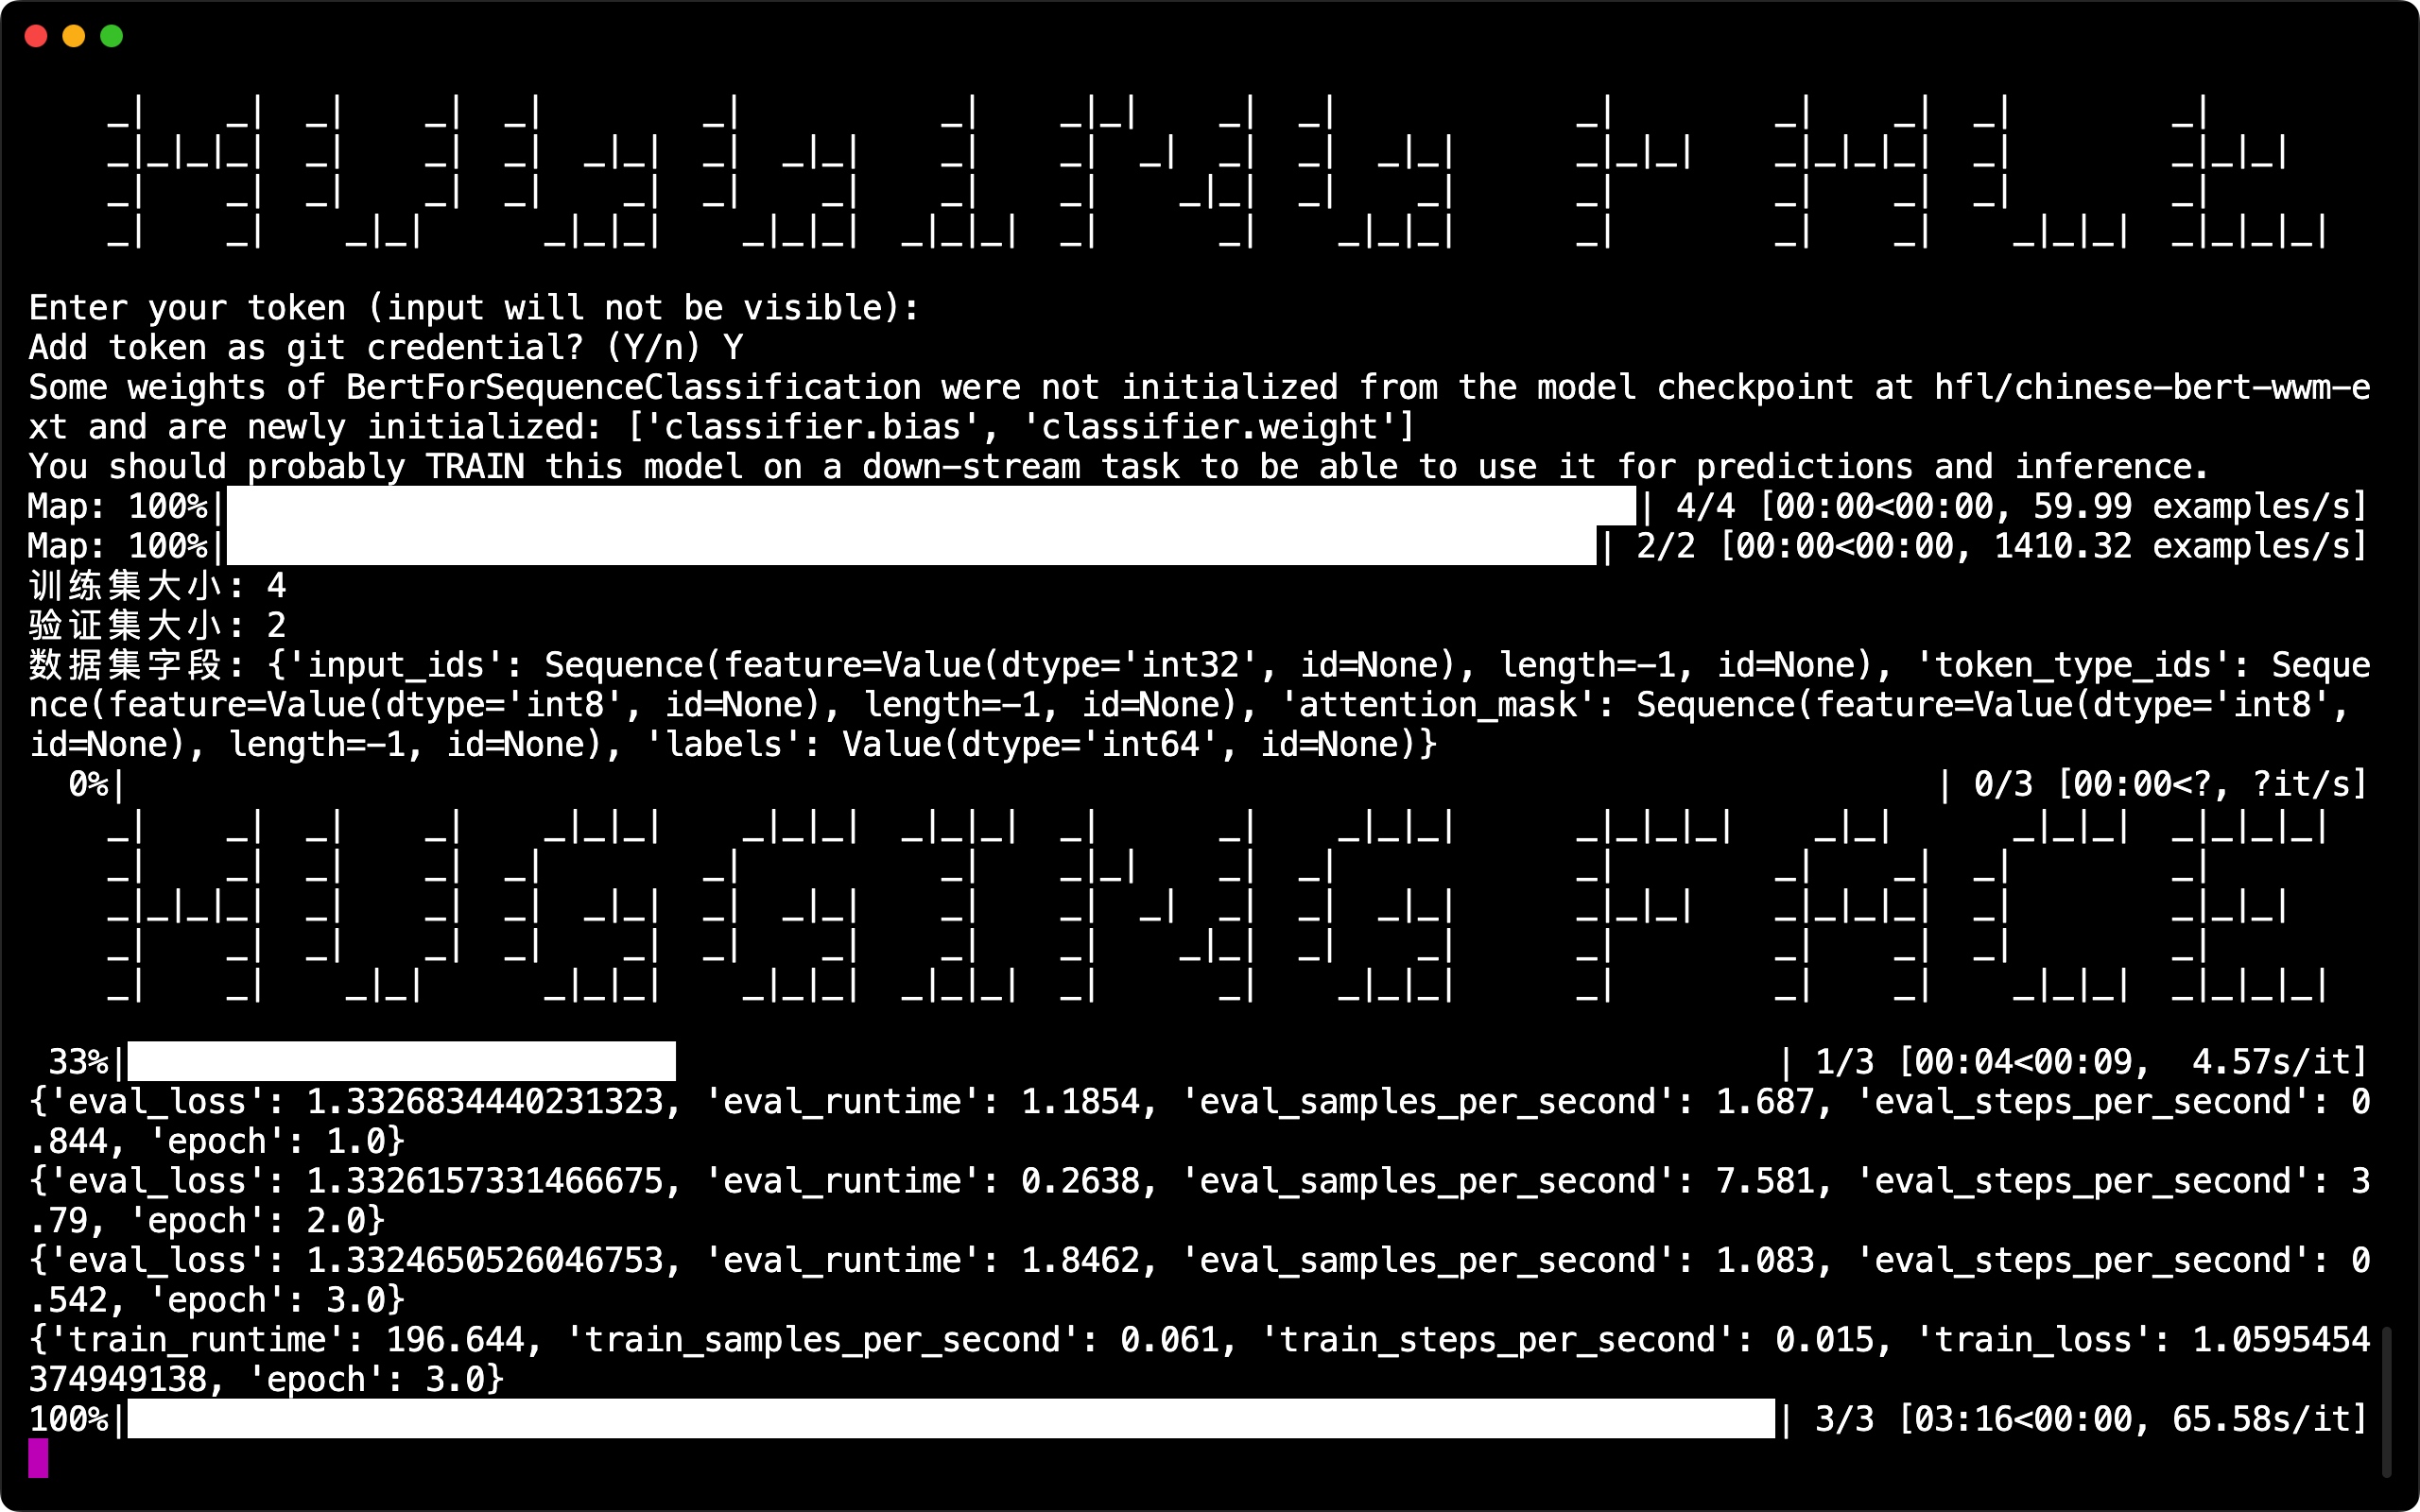 _|    _|  _|    _|  _|        _|          _|    _|_|    _|  _|            _|        _|    _|  _|        _|
_|_|_|_|  _|    _|  _|  _|_|  _|  _|_|    _|    _|  _|  _|  _|  _|_|      _|_|_|    _|_|_|_|  _|        _|_|_|
_|    _|  _|    _|  _|    _|  _|    _|    _|    _|    _|_|  _|    _|      _|        _|    _|  _|        _|
_|    _|    _|_|      _|_|_|    _|_|_|  _|_|_|  _|      _|    _|_|_|      _|        _|    _|    _|_|_|  _|_|_|_|
Enter your token (input will not be visible):
Add token as git credential? (Y/n) Y
Some weights of BertForSequenceClassification were not initialized from the model checkpoint at hfl/chinese-bert-wwm-e
xt and are newly initialized: ['classifier.bias', 'classifier.weight']
You should probably TRAIN this model on a down-stream task to be able to use it for predictions and inference.
Map: 100%|| 4/4 [00:00<00:00, 59.99 examples/s]
Map: 100%|| 2/2 [00:00<00:00, 1410.32 examples/s]
训练集大小: 4
验证集大小: 2
数据集字段: {'input_ids': Sequence(feature=Value(dtype='int32', id=None), length=-1, id=None), 'token_type_ids': Seque
nce(feature=Value(dtype='int8', id=None), length=-1, id=None), 'attention_mask': Sequence(feature=Value(dtype='int8',
id=None), length=-1, id=None), 'labels': Value(dtype='int64', id=None)}
0%| | 0/3 [00:00<?, ?it/s]
_|    _|  _|    _|    _|_|_|    _|_|_|  _|_|_|  _|      _|    _|_|_|      _|_|_|_|    _|_|      _|_|_|  _|_|_|_|
_|    _|  _|    _|  _|        _|          _|    _|_|    _|  _|            _|        _|    _|  _|        _|
_|_|_|_|  _|    _|  _|  _|_|  _|  _|_|    _|    _|  _|  _|  _|  _|_|      _|_|_|    _|_|_|_|  _|        _|_|_|
_|    _|  _|    _|  _|    _|  _|    _|    _|    _|    _|_|  _|    _|      _|        _|    _|  _|        _|
_|    _|    _|_|      _|_|_|    _|_|_|  _|_|_|  _|      _|    _|_|_|      _|        _|    _|    _|_|_|  _|_|_|_|
33%| | 1/3 [00:04<00:09,  4.57s/it]
{'eval_loss': 1.3326834440231323, 'eval_runtime': 1.1854, 'eval_samples_per_second': 1.687, 'eval_steps_per_second': 0
.844, 'epoch': 1.0}
{'eval_loss': 1.3326157331466675, 'eval_runtime': 0.2638, 'eval_samples_per_second': 7.581, 'eval_steps_per_second': 3
.79, 'epoch': 2.0}
{'eval_loss': 1.3324650526046753, 'eval_runtime': 1.8462, 'eval_samples_per_second': 1.083, 'eval_steps_per_second': 0
.542, 'epoch': 3.0}
{'train_runtime': 196.644, 'train_samples_per_second': 0.061, 'train_steps_per_second': 0.015, 'train_loss': 1.0595454
374949138, 'epoch': 3.0}
100%|| 3/3 [03:16<00:00, 65.58s/it]